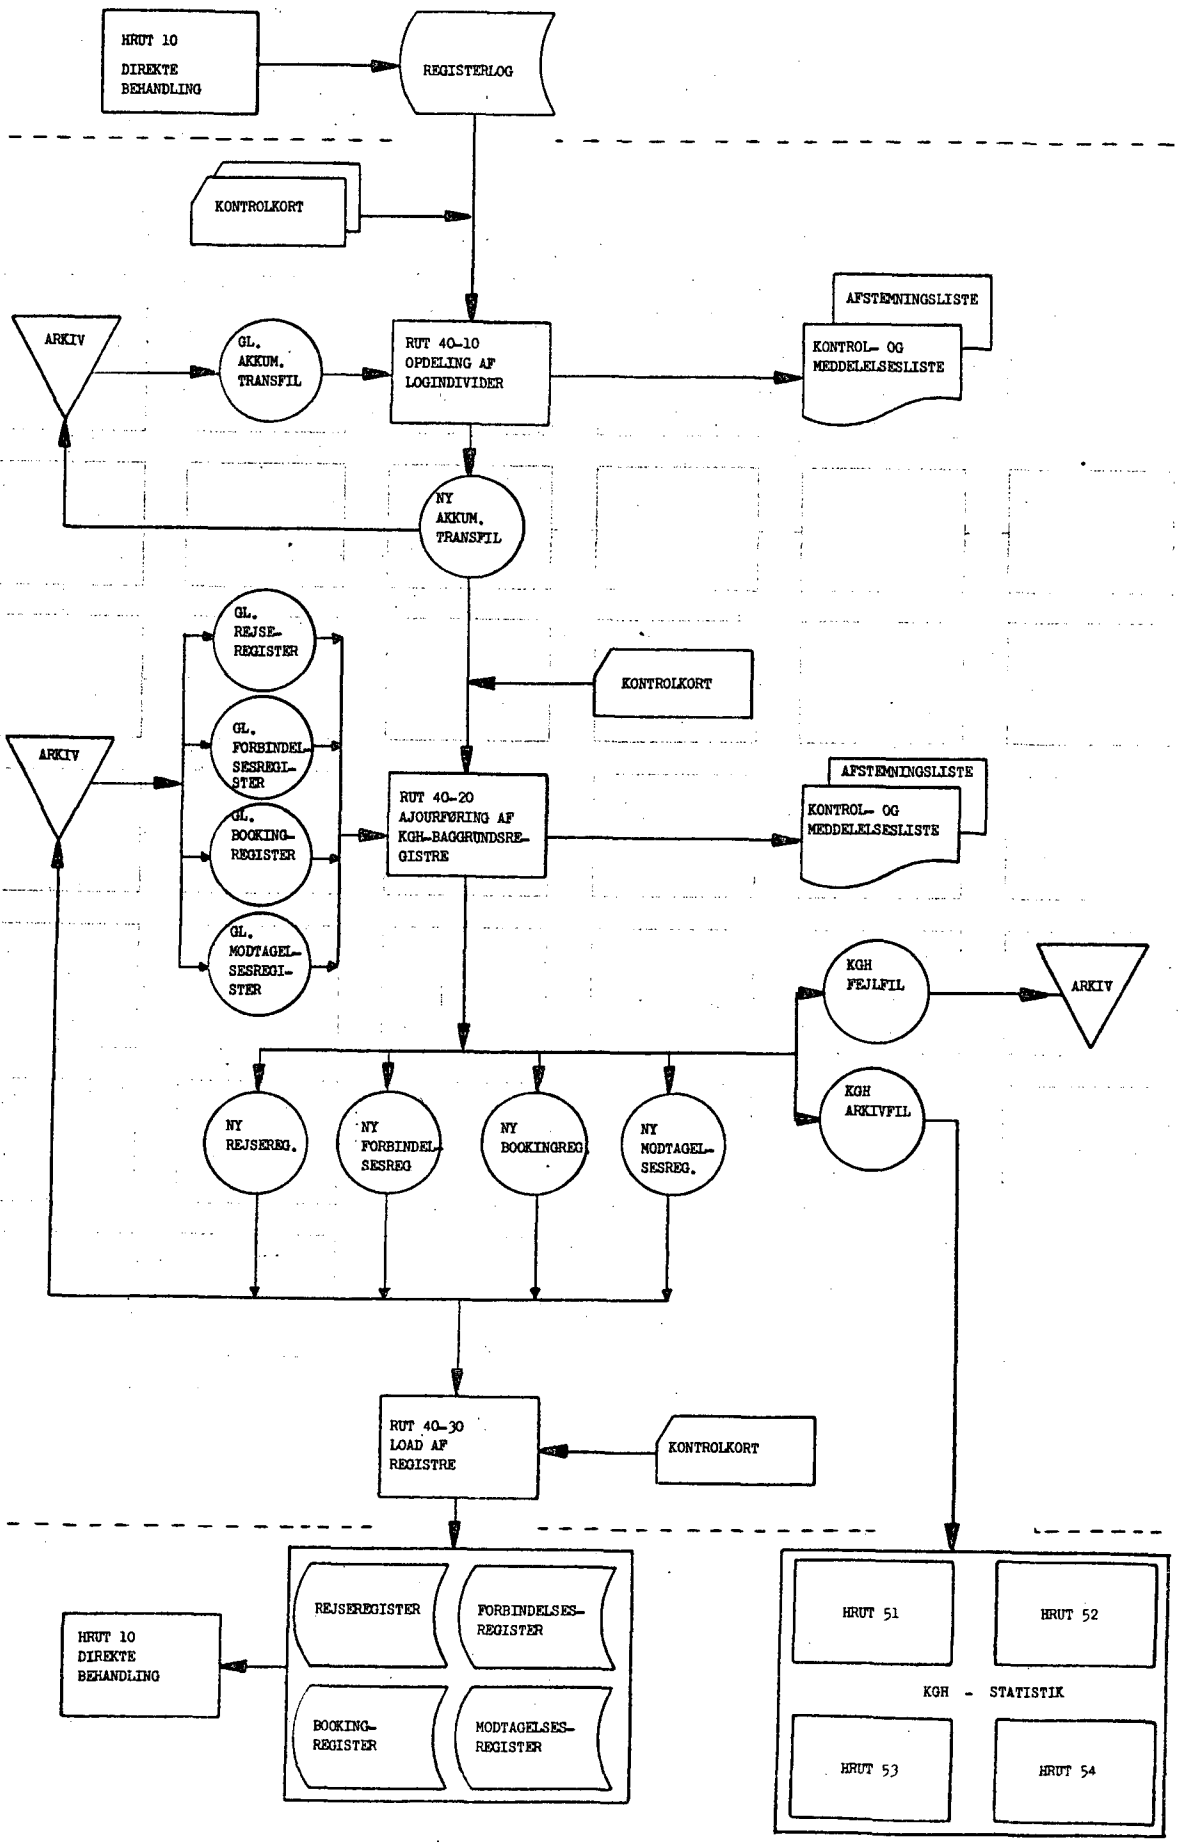 HRUT 10
DIREKTE
BEHANDLING
REGISTERLOG
KONTROLKORT
AFSTEMNINGSLISTE
KONTROL- OG
MEDDELELSESLISTE
ARKIV
GL.
AKKUM.
TRANSFIL
RUT 40-10
OPDELING AF
LOGINDIVIDER
NY
AKKUM.
TRANSFIL
GL.
REJSE-
REGISTER
KONTROLKORT
GL.
FORBINDEL-
SESREGI-
STER
ARKIV
AFSTEMNINGSLISTE
KONTROL- OG
MEDDELELSESLISTE
RUT 40-20
AJOURFØRING AF
KGH-BAGGRUNDSRE-
GISTRE
GL.
BOOKING-
REGISTER
GL.
MODTAGEL-
SESREGI-
STER
KGH
FEJLFIL
ARKIV
KGH
ARKIVFIL
NY
REJSEREG.
NY
FORBINDEL-
SESREG
NY
BOOKINGREG
NY
MODTAGEL-
SESREG.
RUT 40-30
LOAD AF
REGISTRE
KONTROLKORT
REJSEREGISTER
FORBINDELSES-
REGISTER
HRUT 10
DIREKTE
BEHANDLING
BOOKING-
REGISTER
MODTAGELSES-
REGISTER
HRUT 51
HRUT 52
KGH - STATISTIK
HRUT 53
HRUT 54